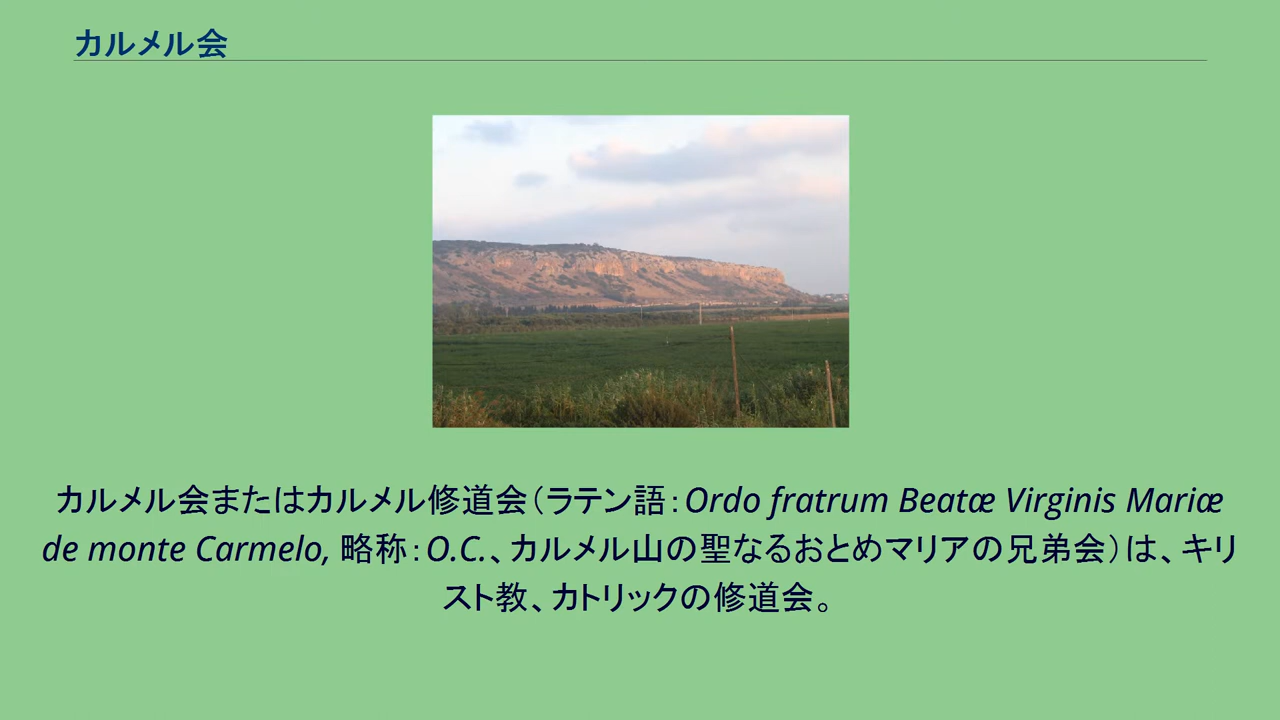 カルメル会
カルメル会またはカルメル修道会（ラテン語：Ordo fratrum Beatæ Virginis Mariæ
de monte Carmelo, 略称：O.C.、カルメル山の聖なるおとめマリアの兄弟会）は、キリ
スト教、カトリックの修道会。